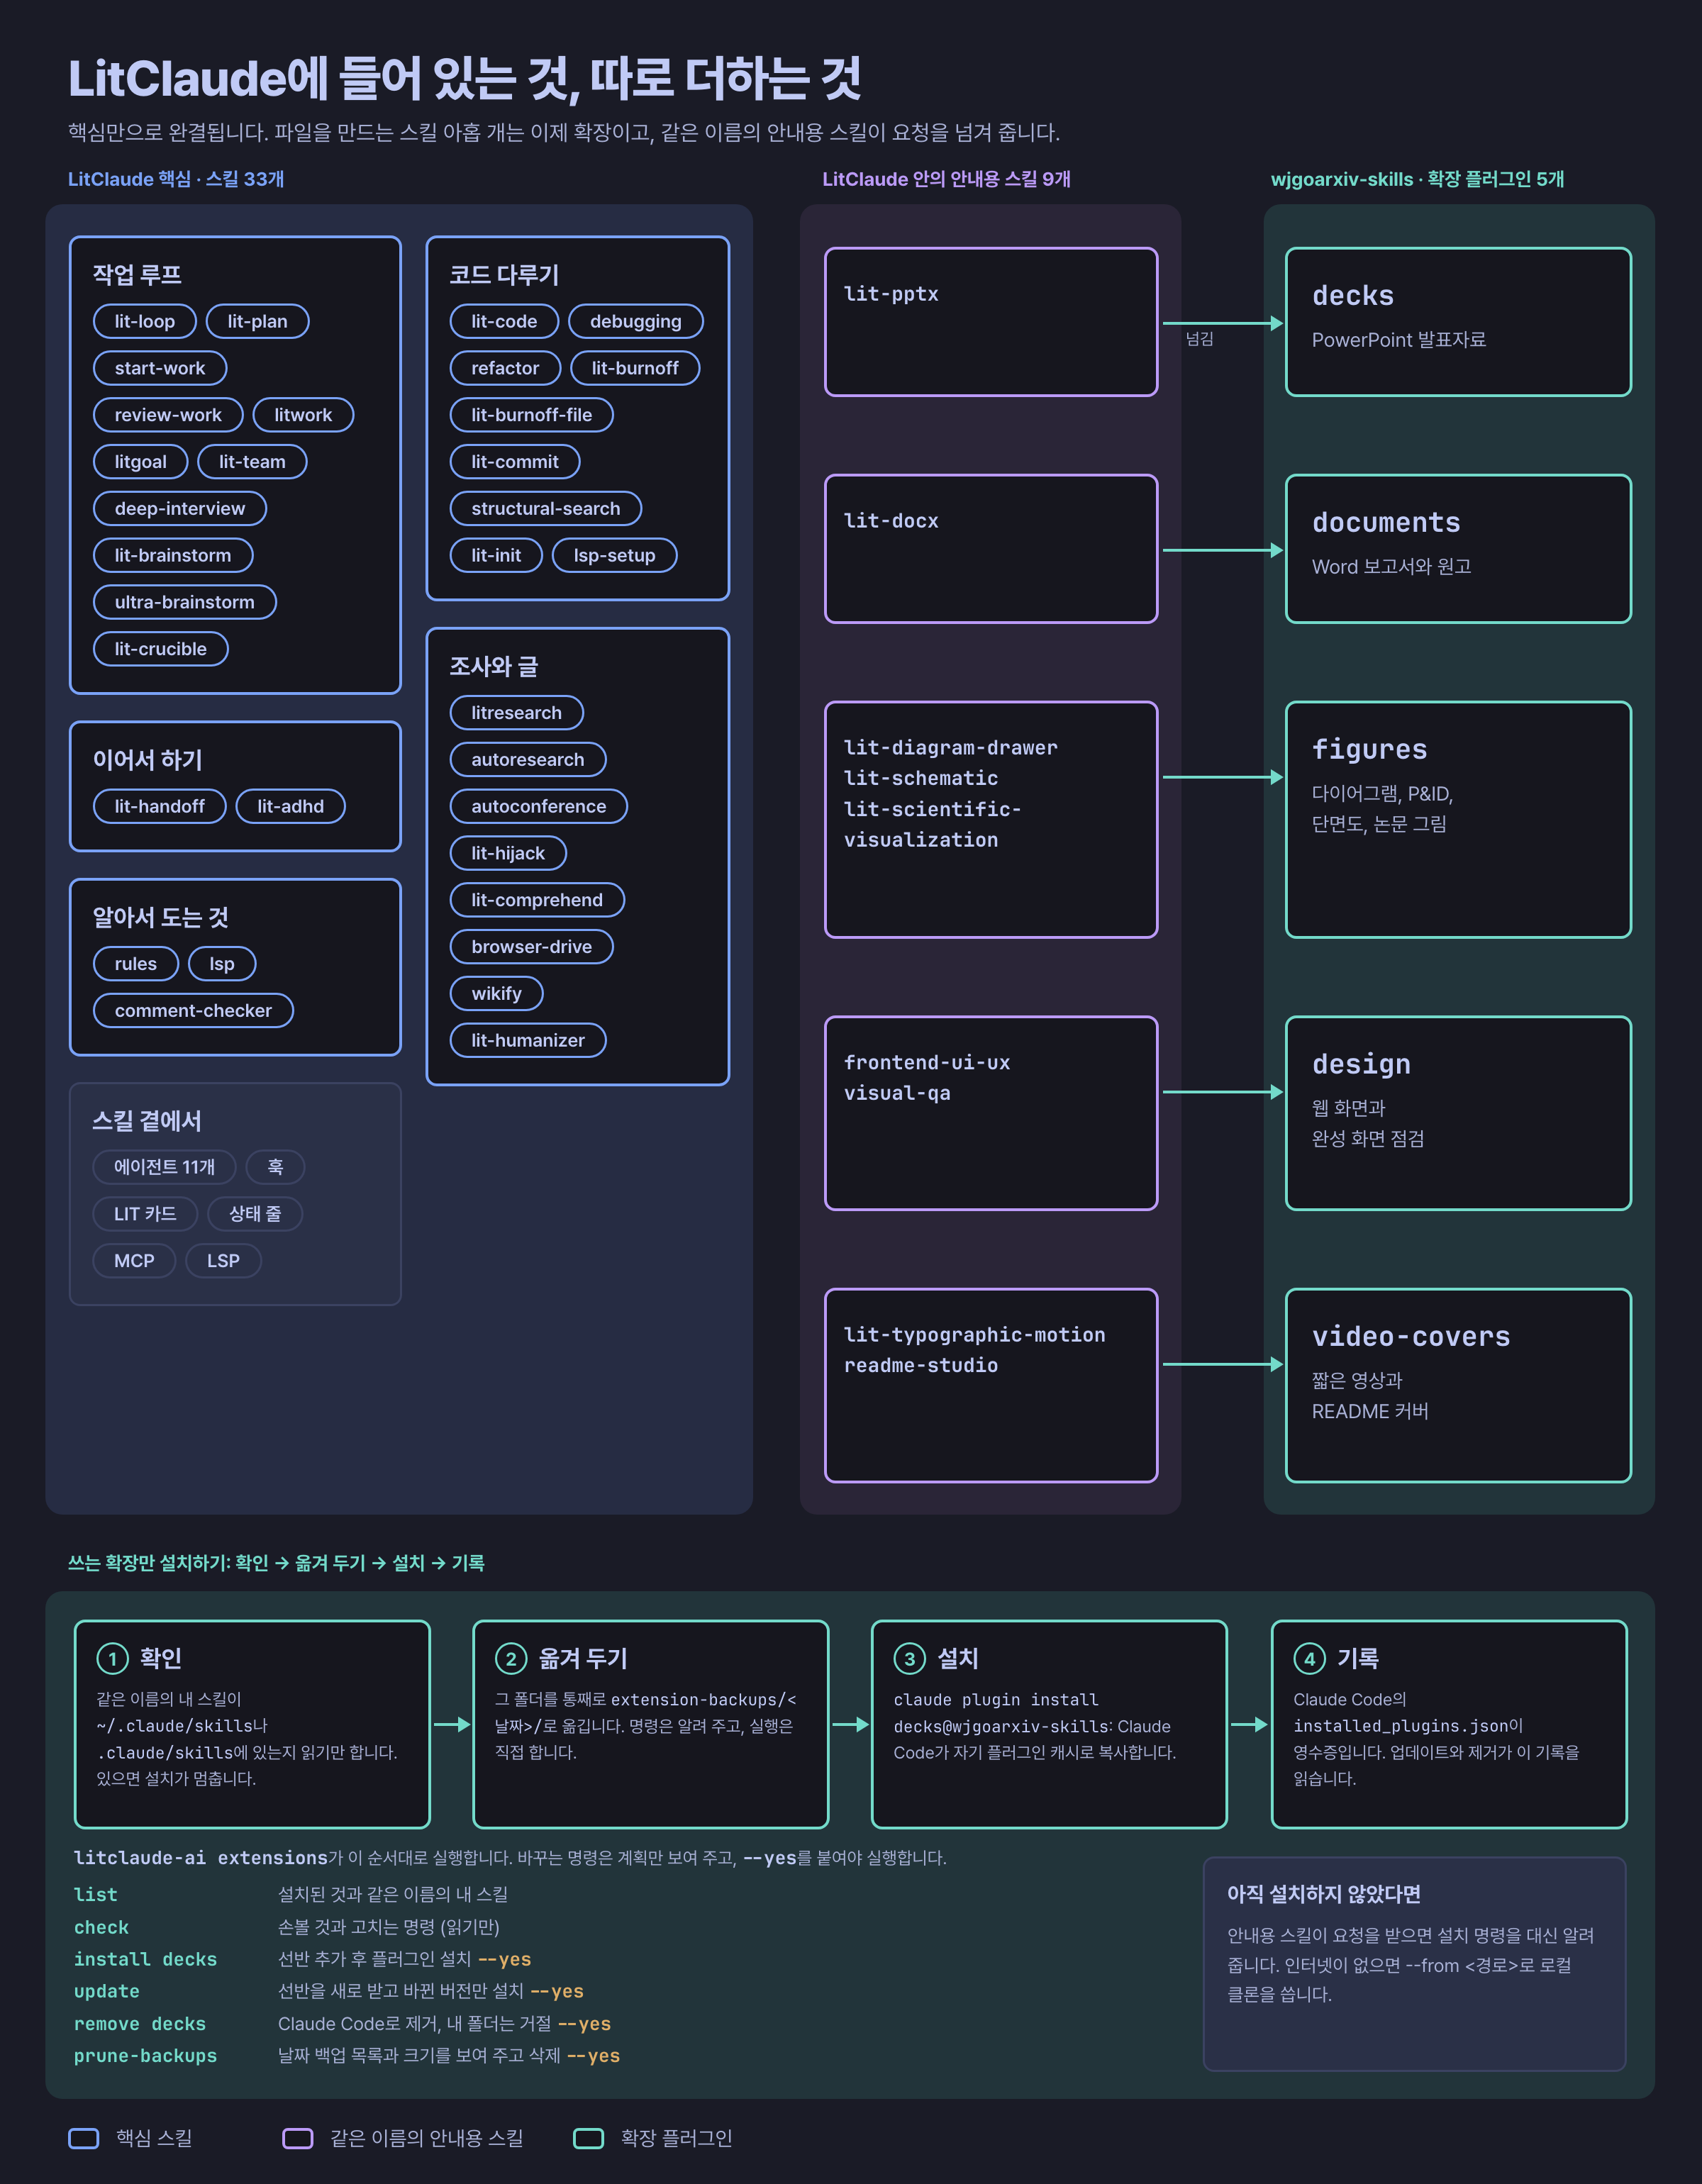 LitClaude에 들어 있는 것, 따로 더하는 것
핵심만으로 완결됩니다. 파일을 만드는 스킬 아홉 개는 이제 확장이고, 같은 이름의 안내용 스킬이 요청을 넘겨 줍니다.
LitClaude 핵심 · 스킬 33개
작업 루프
lit-loop lit-plan
start-work
review-work litwork
litgoal lit-team
deep-interview
lit-brainstorm
ultra-brainstorm
lit-crucible
이어서 하기
lit-handoff lit-adhd
알아서 도는 것
rules lsp
comment-checker
스킬 곁에서
에이전트 11개 훅
LIT 카드 상태 줄
MCP LSP
코드 다루기
lit-code debugging
refactor lit-burnoff
lit-burnoff-file
lit-commit
structural-search
lit-init lsp-setup
조사와 글
litresearch
autoresearch
autoconference
lit-hijack
lit-comprehend
browser-drive
wikify
lit-humanizer
LitClaude 안의 안내용 스킬 9개
lit-pptx
lit-docx
lit-diagram-drawer
lit-schematic
lit-scientific-
visualization
frontend-ui-ux
visual-qa
lit-typographic-motion
readme-studio
넘김
wjgoarxiv-skills · 확장 플러그인 5개
decks
PowerPoint 발표자료
documents
Word 보고서와 원고
figures
다이어그램, P&ID,
단면도, 논문 그림
design
웹 화면과
완성 화면 점검
video-covers
짧은 영상과
README 커버
쓰는 확장만 설치하기: 확인 → 옮겨 두기 → 설치 → 기록
1 확인
같은 이름의 내 스킬이
~/.claude/skills나
.claude/skills에 있는지 읽기만 합니다.
있으면 설치가 멈춥니다.
2 옮겨 두기
그 폴더를 통째로 extension-backups/<
날짜>/로 옮깁니다. 명령은 알려 주고, 실행은
직접 합니다.
3 설치
claude plugin install
decks@wjgoarxiv-skills: Claude
Code가 자기 플러그인 캐시로 복사합니다.
4 기록
Claude Code의
installed_plugins.json이
영수증입니다. 업데이트와 제거가 이 기록을
읽습니다.
litclaude-ai extensions가 이 순서대로 실행합니다. 바꾸는 명령은 계획만 보여 주고, --yes를 붙여야 실행합니다.
list 설치된 것과 같은 이름의 내 스킬
check 손볼 것과 고치는 명령 (읽기만)
install decks 선반 추가 후 플러그인 설치 --yes
update 선반을 새로 받고 바뀐 버전만 설치 --yes
remove decks Claude Code로 제거, 내 폴더는 거절 --yes
prune-backups 날짜 백업 목록과 크기를 보여 주고 삭제 --yes
아직 설치하지 않았다면
안내용 스킬이 요청을 받으면 설치 명령을 대신 알려
줍니다. 인터넷이 없으면 --from <경로>로 로컬
클론을 씁니다.
핵심 스킬 같은 이름의 안내용 스킬 확장 플러그인